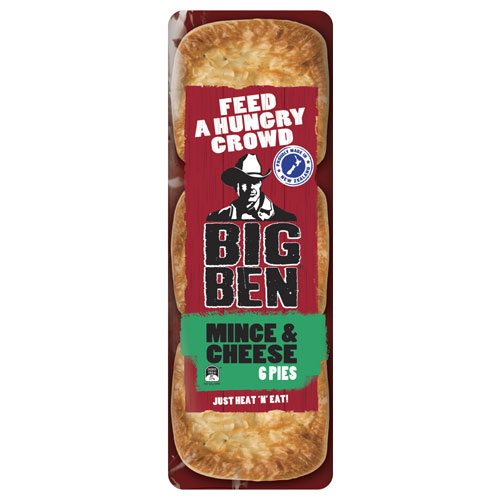 FEED
A HUNGRY
CROWD
PROUDLY MADE IN
NEW ZEALAND
BIG
BEN
MINCE &
CHEESE
6 PIES
JUST HEAT 'N' EAT!